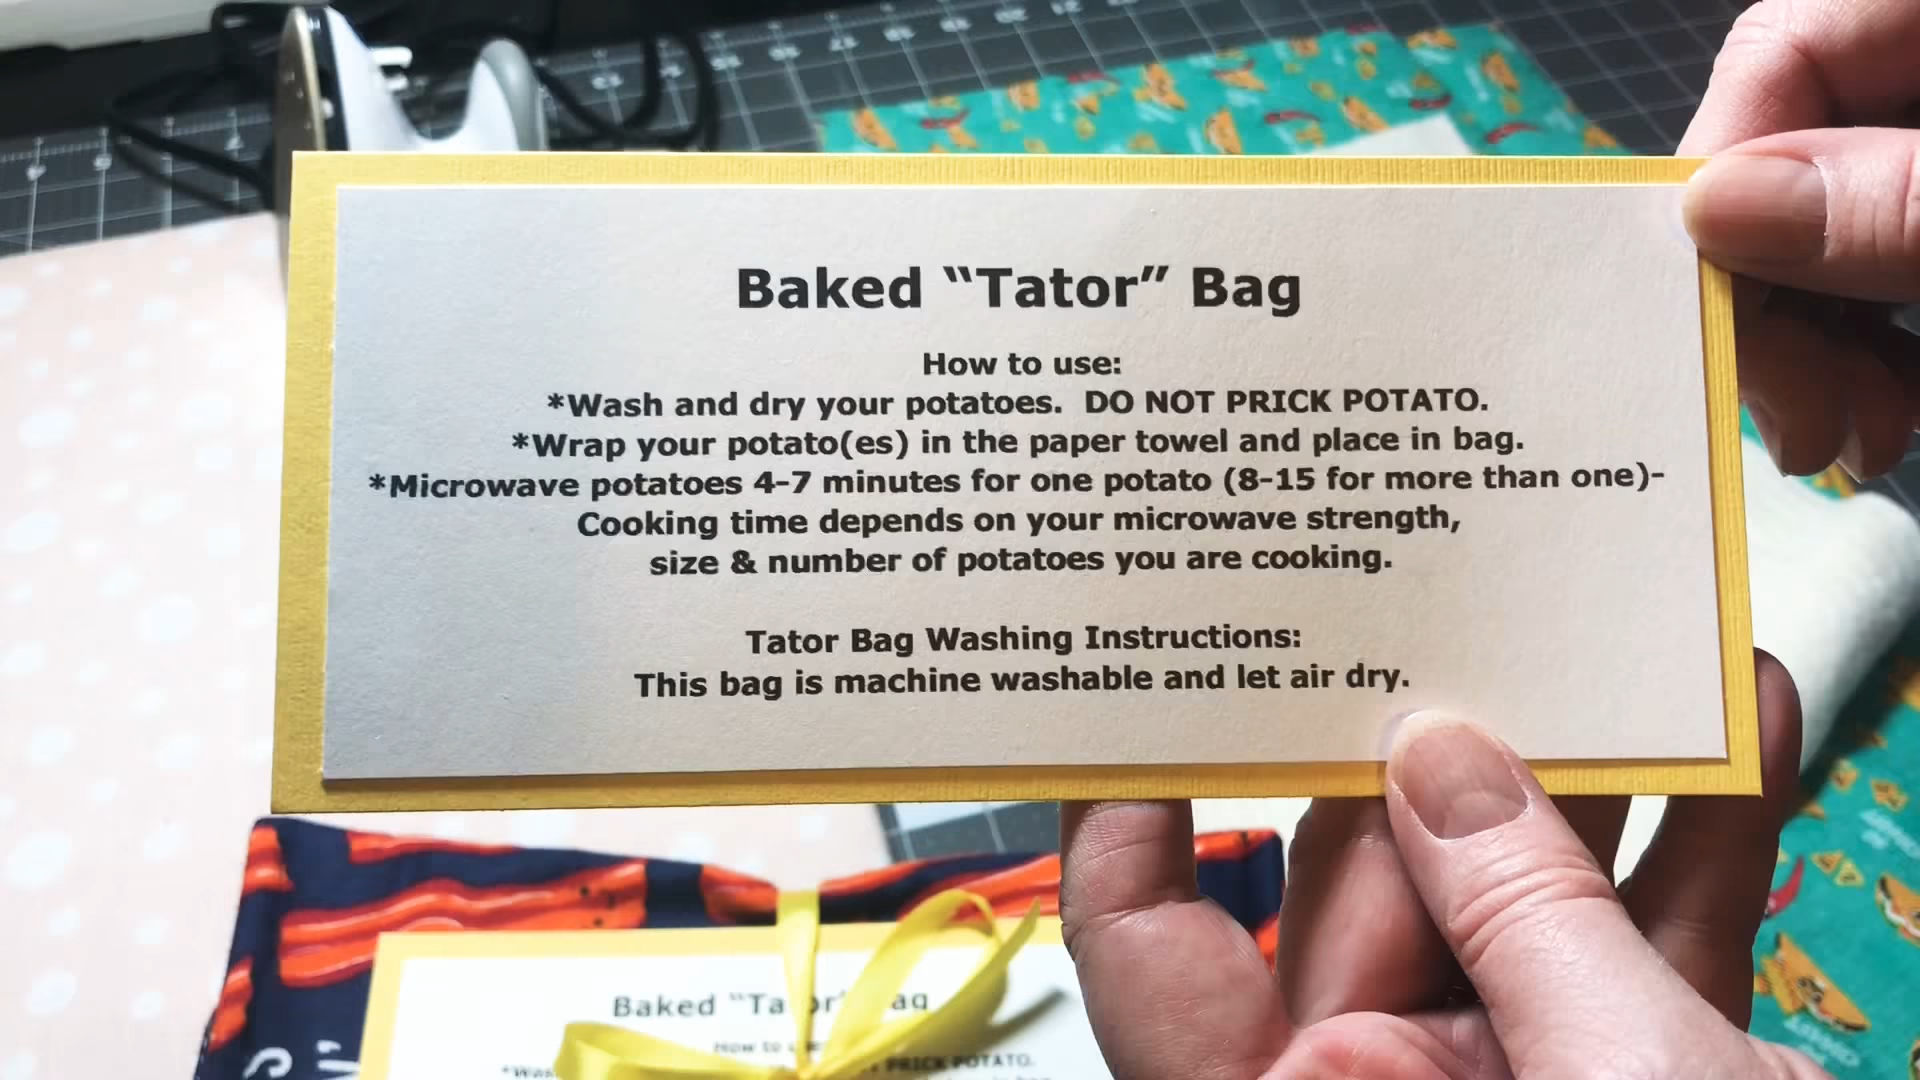 Baked “Tator” Bag
How to use:
*Wash and dry your potatoes. DO NOT PRICK POTATO.
*Wrap your potato(es) in the paper towel and place in bag.
*Microwave potatoes 4-7 minutes for one potato (8-15 for more than one)-
Cooking time depends on your microwave strength,
size & number of potatoes you are cooking.
Tator Bag Washing Instructions:
This bag is machine washable and let air dry.
Baked
How to
PRICK POTATO.